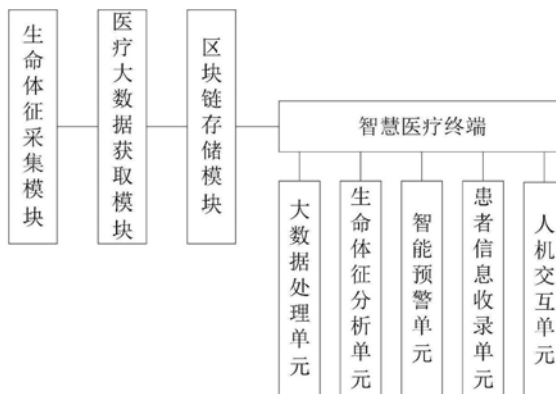 生命体征采集模块
医疗大数据获取模块
区块链存储模块
智慧医疗终端
大数据处理单元
生命体征分析单元
智能预警单元
患者信息收录单元
人机交互单元